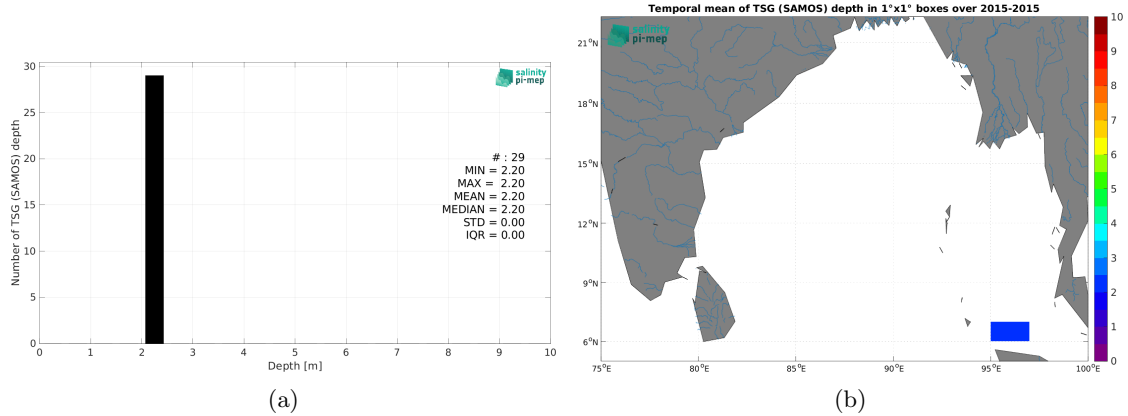 Temporal mean of TSG (SAMOS) depth in 1°x1° boxes over 2015-2015
salinity
pi-mep
Number of TSG (SAMOS) depth
30
25
20
15
10
5
0
# : 29
MIN = 2.20
MAX = 2.20
MEAN = 2.20
MEDIAN = 2.20
STD = 0.00
IQR = 0.00
0 1 2 3 4 5 6 7 8 9 10
Depth [m]
(a)
salinity
pi-mep
21°N
18°N
15°N
12°N
9°N
6°N
75°E 80°E 85°E 90°E 95°E 100°E
10
9
8
7
6
5
4
3
2
1
0
(b)